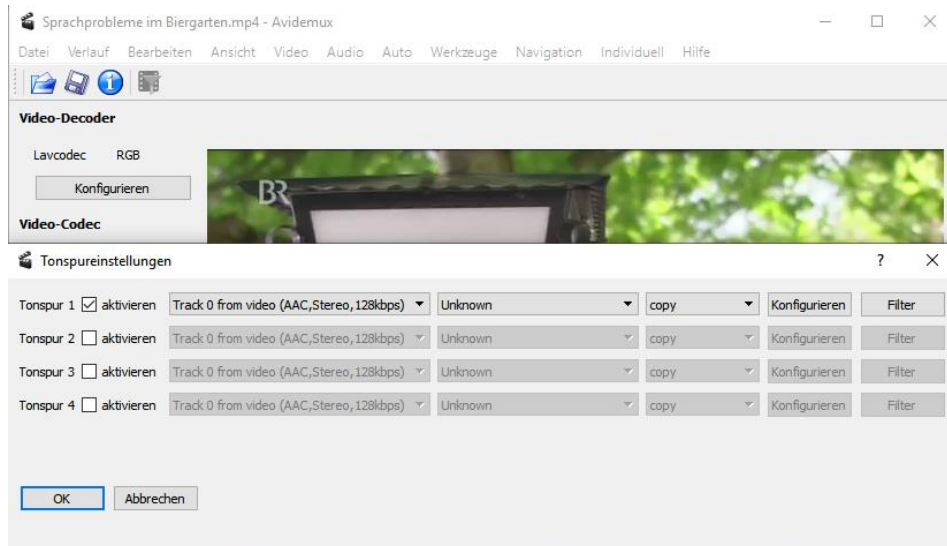 Sprachprobleme im Biergarten.mp4 - Avidemux
Datei Verlauf Bearbeiten Ansicht Video Audio Auto Werkzeuge Navigation Individuell Hilfe
Video-Decoder
Lavcodec RGB
Konfigurieren
BR
Video-Codec
Tonspureinstellungen
Tonspur 1 aktivieren Track 0 from video (AAC,Stereo,128kbps) Unknown copy Konfigurieren Filter
Tonspur 2 aktivieren Track 0 from video (AAC,Stereo,128kbps) Unknown copy Konfigurieren Filter
Tonspur 3 aktivieren Track 0 from video (AAC,Stereo,128kbps) Unknown copy Konfigurieren Filter
Tonspur 4 aktivieren Track 0 from video (AAC,Stereo,128kbps) Unknown copy Konfigurieren Filter
OK Abbrechen